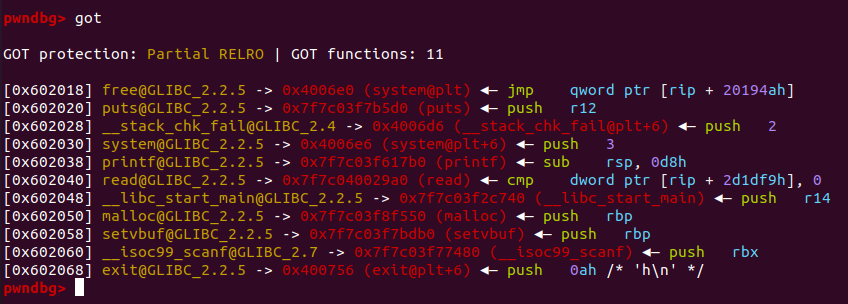 pwndbg> got
GOT protection: Partial RELRO | GOT functions: 11
[0x602018] free@GLIBC_2.2.5 -> 0x4006e0 (system@plt) ◂— jmp    qword ptr [rip + 20194ah]
[0x602020] puts@GLIBC_2.2.5 -> 0x7f7c03f7b5d0 (puts) ◂— push   r12
[0x602028] __stack_chk_fail@GLIBC_2.4 -> 0x4006d6 (__stack_chk_fail@plt+6) ◂— push   2
[0x602030] system@GLIBC_2.2.5 -> 0x4006e6 (system@plt+6) ◂— push   3
[0x602038] printf@GLIBC_2.2.5 -> 0x7f7c03f617b0 (printf) ◂— sub    rsp, 0d8h
[0x602040] read@GLIBC_2.2.5 -> 0x7f7c040029a0 (read) ◂— cmp    dword ptr [rip + 2d1df9h], 0
[0x602048] __libc_start_main@GLIBC_2.2.5 -> 0x7f7c03f2c740 (__libc_start_main) ◂— push   r14
[0x602050] malloc@GLIBC_2.2.5 -> 0x7f7c03f8f550 (malloc) ◂— push   rbp
[0x602058] setvbuf@GLIBC_2.2.5 -> 0x7f7c03f7bdb0 (setvbuf) ◂— push   rbp
[0x602060] __isoc99_scanf@GLIBC_2.7 -> 0x7f7c03f77480 (__isoc99_scanf) ◂— push   rbx
[0x602068] exit@GLIBC_2.2.5 -> 0x400756 (exit@plt+6) ◂— push   0ah /* 'h\n' */
pwndbg>